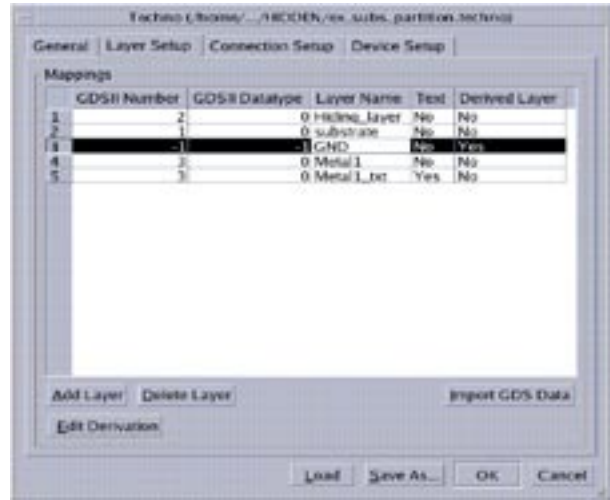 Techno (/home/.../HIDDEN/ex_subs_partition.techno)
General Layer Setup Connection Setup Device Setup
Mappings
GDSII Number GDSII Datatype Layer Name Text Derived Layer
1 2 0 Hiding_layer No No
2 1 0 substrate No No
3 -1 -1 GND No Yes
4 3 0 Metal1 No No
5 3 0 Metal1_txt Yes No
Add Layer Delete Layer Import GDS Data
Edit Derivation
Load Save As... OK Cancel